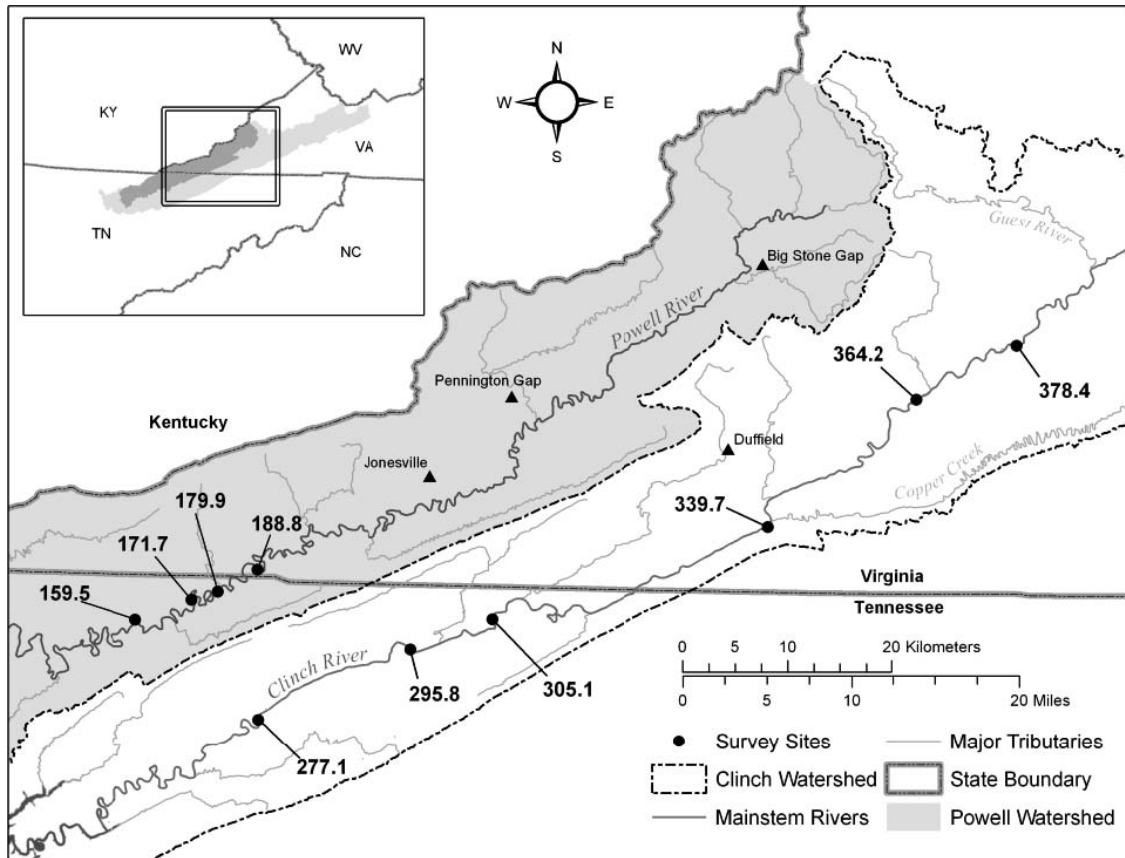 WV
KY
VA
TN
NC
N
W
E
S
Guest River
Big Stone Gap
Powell River
364.2
378.4
Pennington Gap
Kentucky
Duffield
Jonesville
Copper Creek
179.9
339.7
188.8
171.7
Virginia
159.5
Tennessee
Clinch River
295.8
305.1
277.1
0 5 10 20 Kilometers
0 5 10 20 Miles
Survey Sites
Major Tributaries
Clinch Watershed
State Boundary
Mainstem Rivers
Powell Watershed